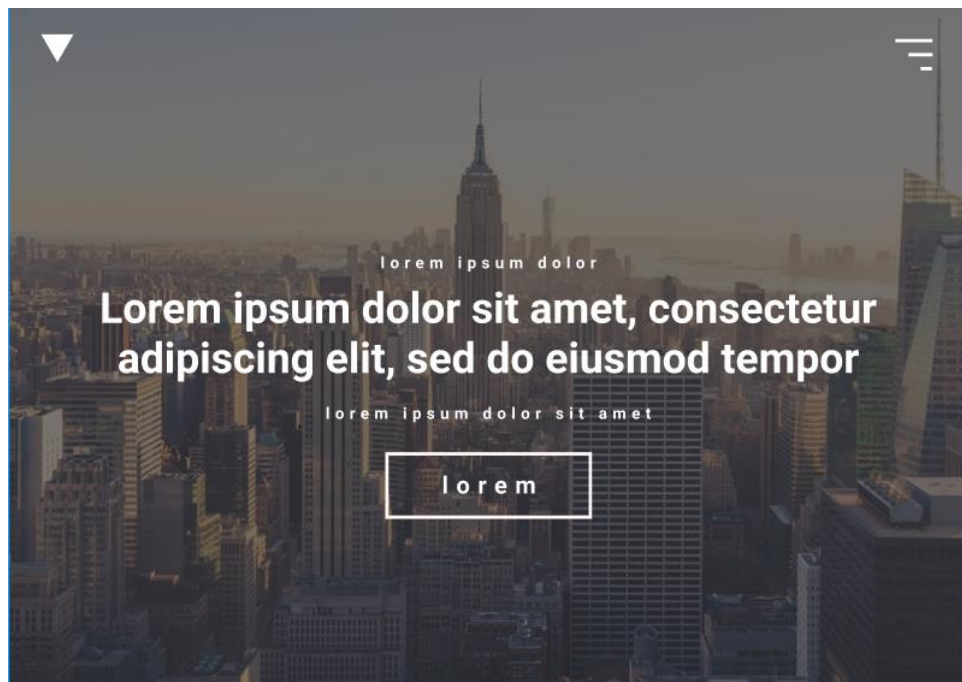 lorem ipsum dolor
Lorem ipsum dolor sit amet, consectetur
adipiscing elit, sed do eiusmod tempor
lorem ipsum dolor sit amet
lorem